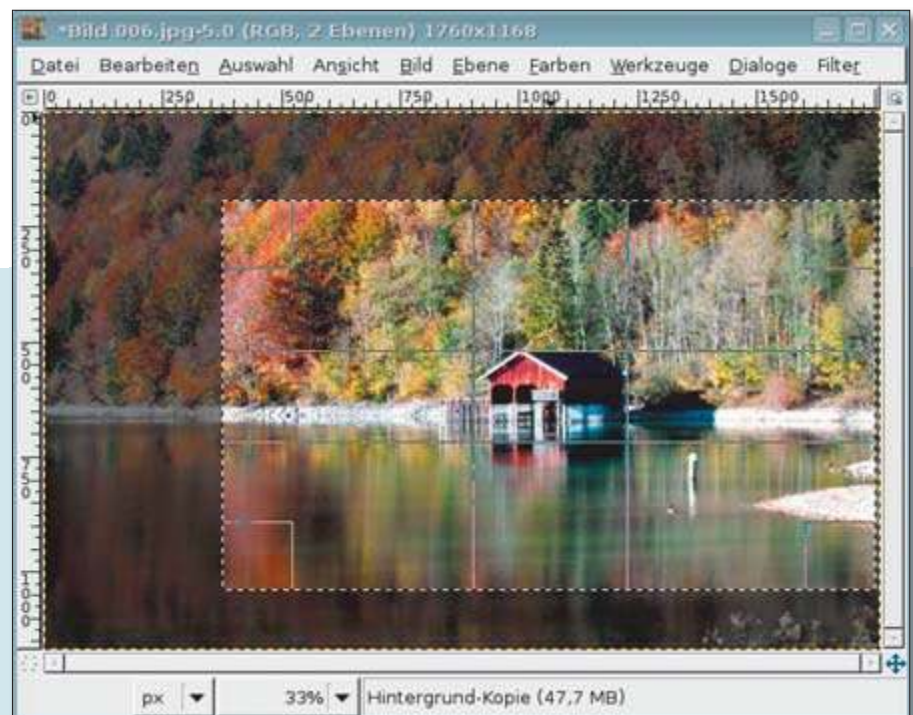 *Bild 006.jpg-5.0 (RGB, 2 Ebenen) 1760x1168
Datei Bearbeiten Auswahl Ansicht Bild Ebene Farben Werkzeuge Dialoge Filter
0 250 500 750 1000 1250 1500
0
250
500
750
1000
px 33% Hintergrund-Kopie (47,7 MB)